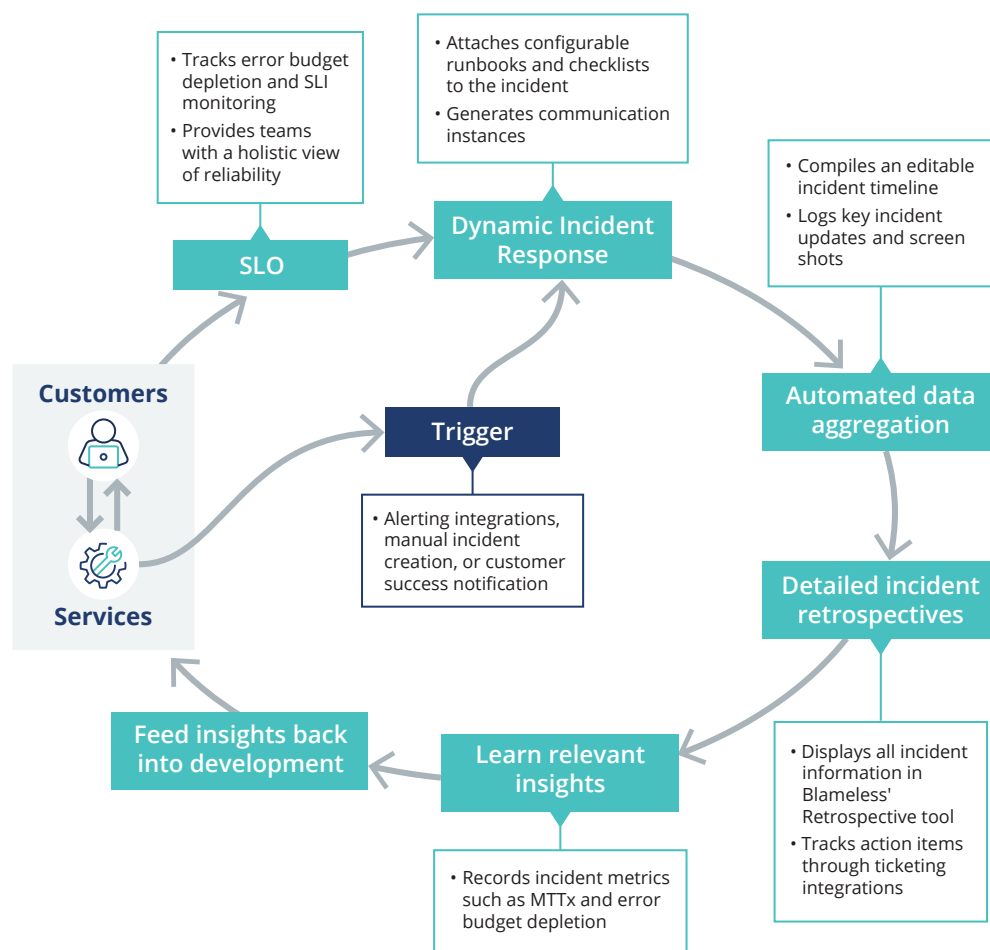 • Tracks error budget
depletion and SLI
monitoring
• Provides teams
with a holistic view
of reliability
SLO
• Attaches configurable
runbooks and checklists
to the incident
• Generates communication
instances
Dynamic Incident
Response
• Compiles an editable
incident timeline
• Logs key incident
updates and screen
shots
Automated data
aggregation
Customers
Services
Trigger
• Alerting integrations,
manual incident
creation, or customer
success notification
Detailed incident
retrospectives
• Displays all incident
information in
Blameless'
Retrospective tool
• Tracks action items
through ticketing
integrations
Learn relevant
insights
• Records incident metrics
such as MTTx and error
budget depletion
Feed insights back
into development